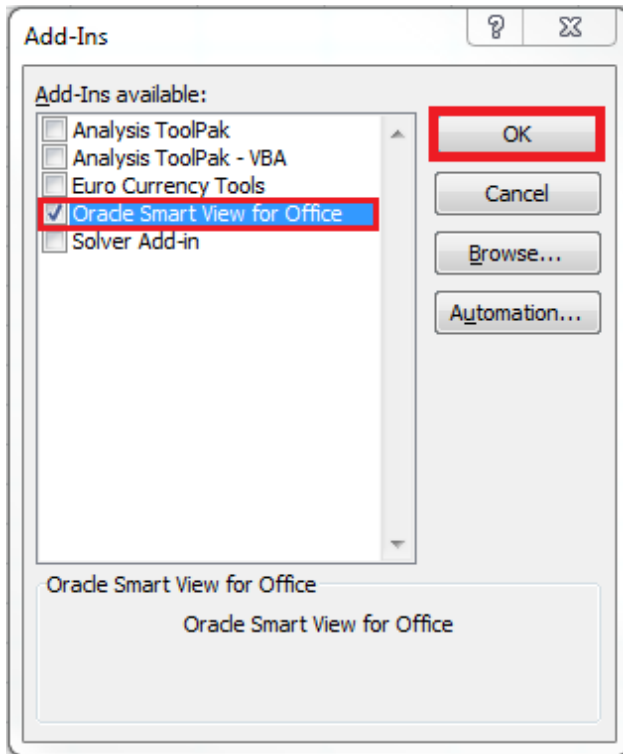 Add-Ins
Add-Ins available:
Analysis ToolPak
Analysis ToolPak - VBA
Euro Currency Tools
Oracle Smart View for Office
Solver Add-in
OK
Cancel
Browse...
Automation...
Oracle Smart View for Office
Oracle Smart View for Office